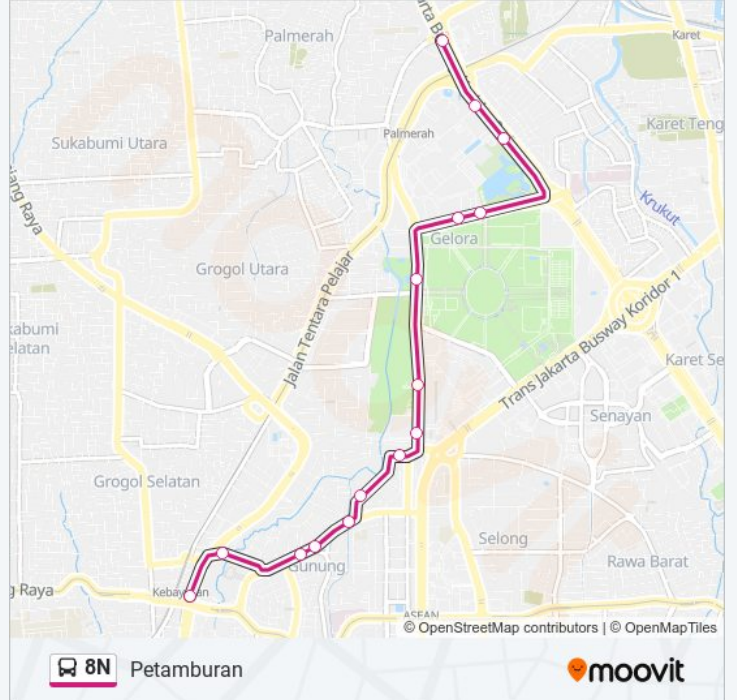 Palmerah
Karet
Sukabumi Utara
Palmerah
Karet Teng
jang Raya
Krukut
Gelora
Grogol Utara
Jalan Tentara Pelajar
Trans Jakarta Busway Koridor 1
kabumi
elatan
Karet Se
Senayan
Grogol Selatan
Selong
Gunung
Rawa Barat
g Raya
ASEAN
© OpenStreetMap contributors | © OpenMapTiles
8N Petamburan
moovit